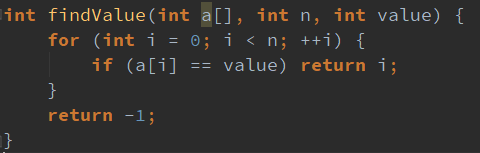 int findValue(int a[], int n, int value) {
    for (int i = 0; i < n; ++i) {
        if (a[i] == value) return i;
    }
    return -1;
}